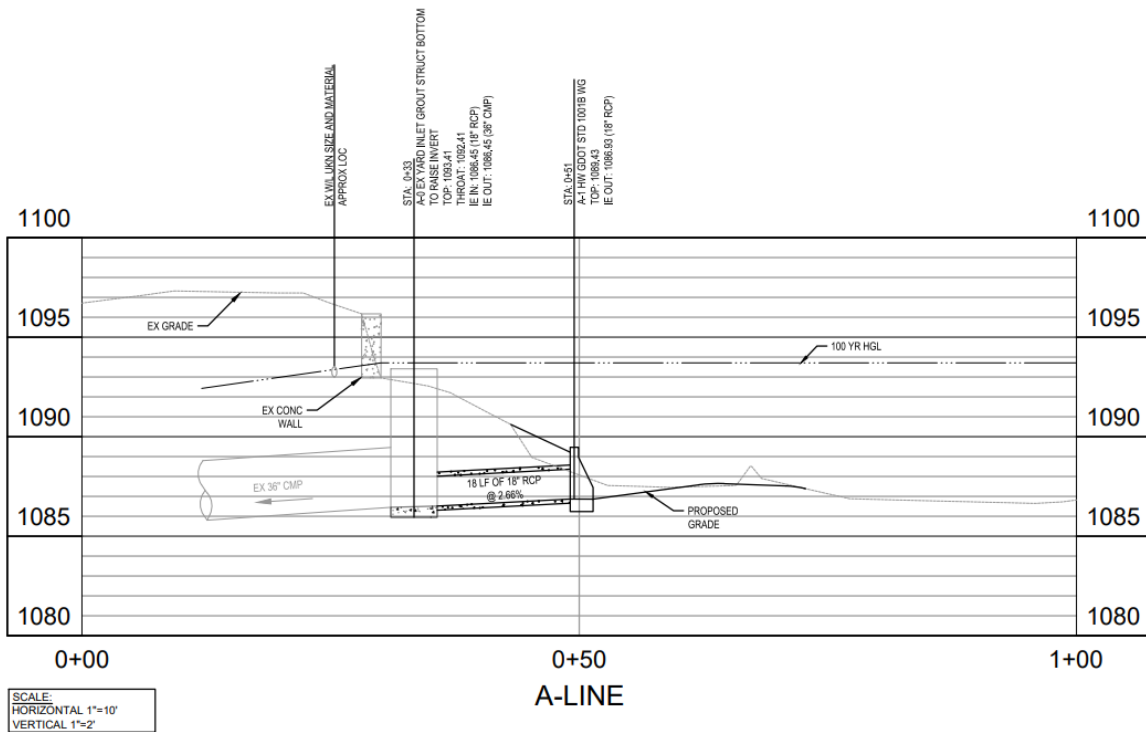 EX W/L UKN SIZE AND MATERIAL
APPROX LOC
STA: 0+33
A-0 EX YARD INLET GROUT STRUCT BOTTOM
TO RAISE INVERT
TOP: 1093.41
THROAT: 1092.41
IE IN: 1086.45 (18" RCP)
IE OUT: 1086.45 (36" CMP)
STA: 0+51
A-1 HW GDOT STD 1001B WG
TOP: 1089.43
IE OUT: 1086.93 (18" RCP)
1100
1100
1095
1095
EX GRADE
100 YR HGL
1090
1090
EX CONC
WALL
EX 36" CMP
18 LF OF 18" RCP
@ 2.66%
1085
1085
PROPOSED
GRADE
1080
1080
0+00
0+50
1+00
A-LINE
SCALE:
HORIZONTAL 1"=10'
VERTICAL 1"=2'